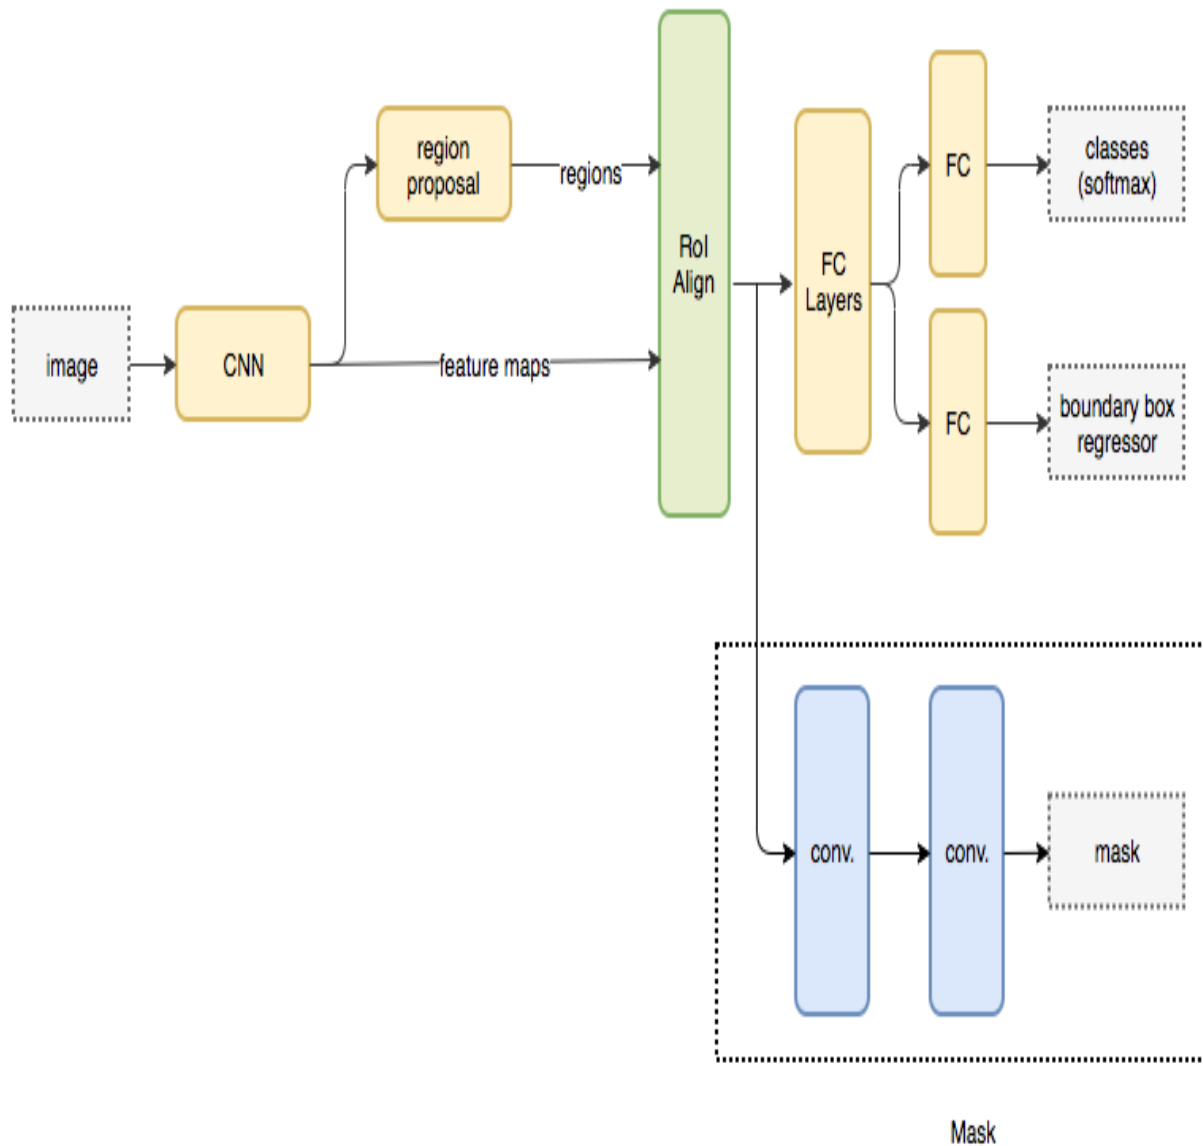 region
proposal
regions
image
CNN
feature maps
RoI
Align
FC
Layers
FC
classes
(softmax)
FC
boundary box
regressor
conv.
conv.
mask
Mask